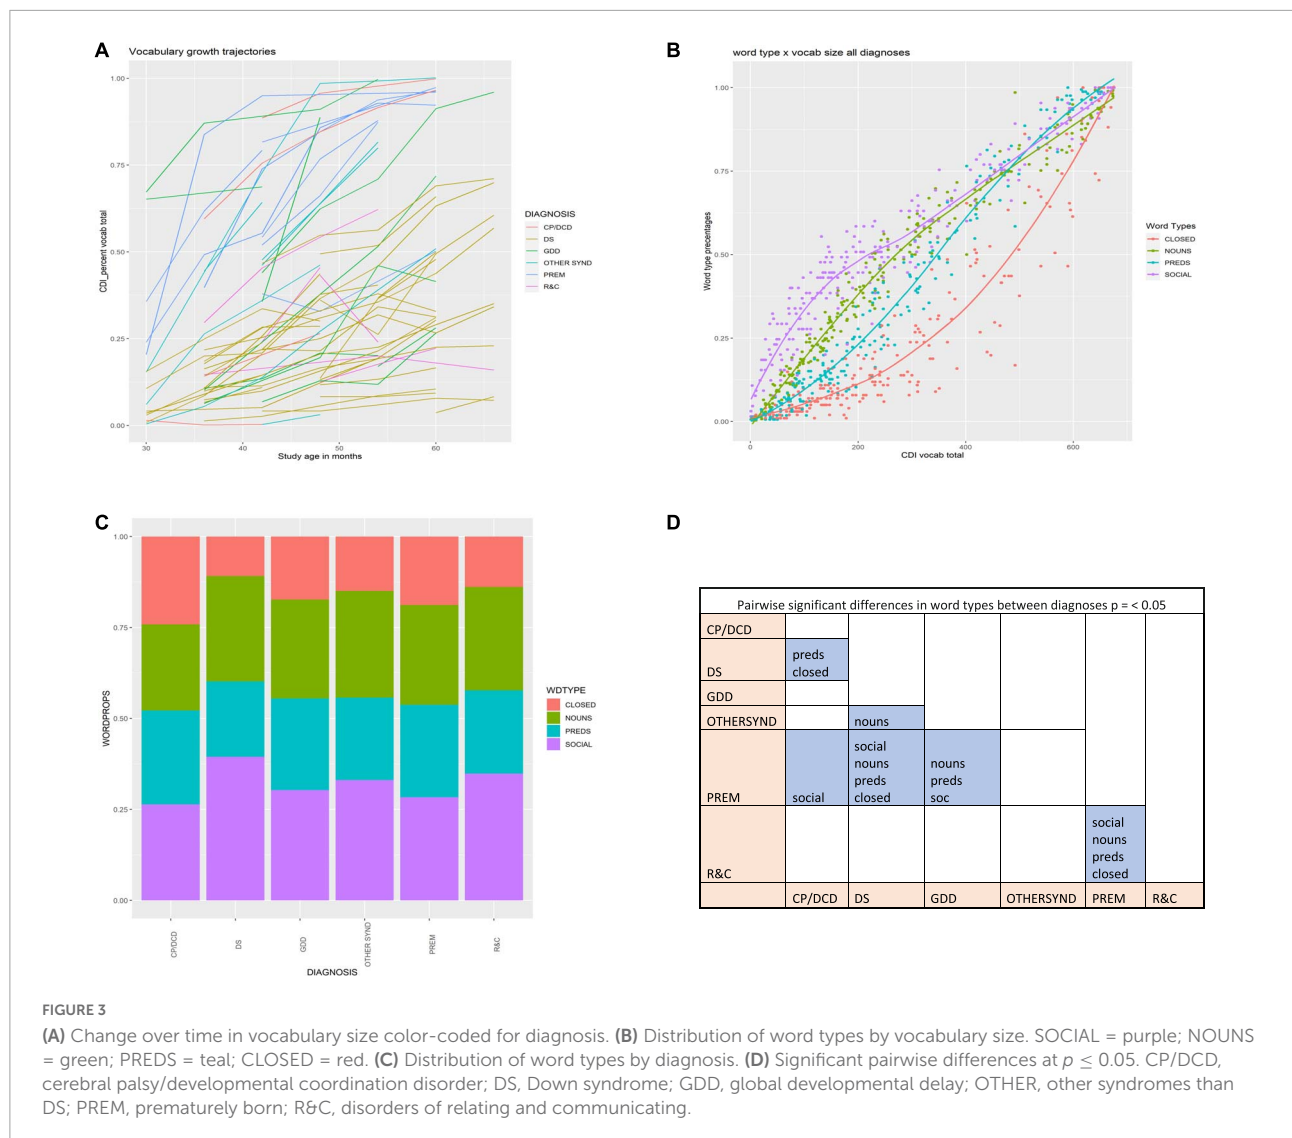 A
Vocabulary growth trajectories
CDI_percent vocab total
1.00
0.75
0.50
0.25
0.00
30
40
50
60
Study age in months
DIAGNOSIS
CP/DCD
DS
GDD
OTHER SYND
PREM
R&C
B
word type x vocab size all diagnoses
Word type precentages
1.00
0.75
0.50
0.25
0.00
0
200
400
600
CDI vocab total
Word Types
CLOSED
NOUNS
PREDS
SOCIAL
C
WORDPROPS
1.00
0.75
0.50
0.25
0.00
CP/DCD
DS
GDD
OTHER SYND
PREM
R&C
DIAGNOSIS
WDTYPE
CLOSED
NOUNS
PREDS
SOCIAL
D
Pairwise significant differences in word types between diagnoses p = < 0.05
CP/DCD
DS
preds
closed
GDD
OTHERSYND
nouns
PREM
social
social
nouns
preds
closed
nouns
preds
soc
R&C
social
nouns
preds
closed
CP/DCD DS GDD OTHERSYND PREM R&C
FIGURE 3
(A) Change over time in vocabulary size color-coded for diagnosis. (B) Distribution of word types by vocabulary size. SOCIAL = purple; NOUNS
= green; PREDS = teal; CLOSED = red. (C) Distribution of word types by diagnosis. (D) Significant pairwise differences at p ≤ 0.05. CP/DCD,
cerebral palsy/developmental coordination disorder; DS, Down syndrome; GDD, global developmental delay; OTHER, other syndromes than
DS; PREM, prematurely born; R&C, disorders of relating and communicating.